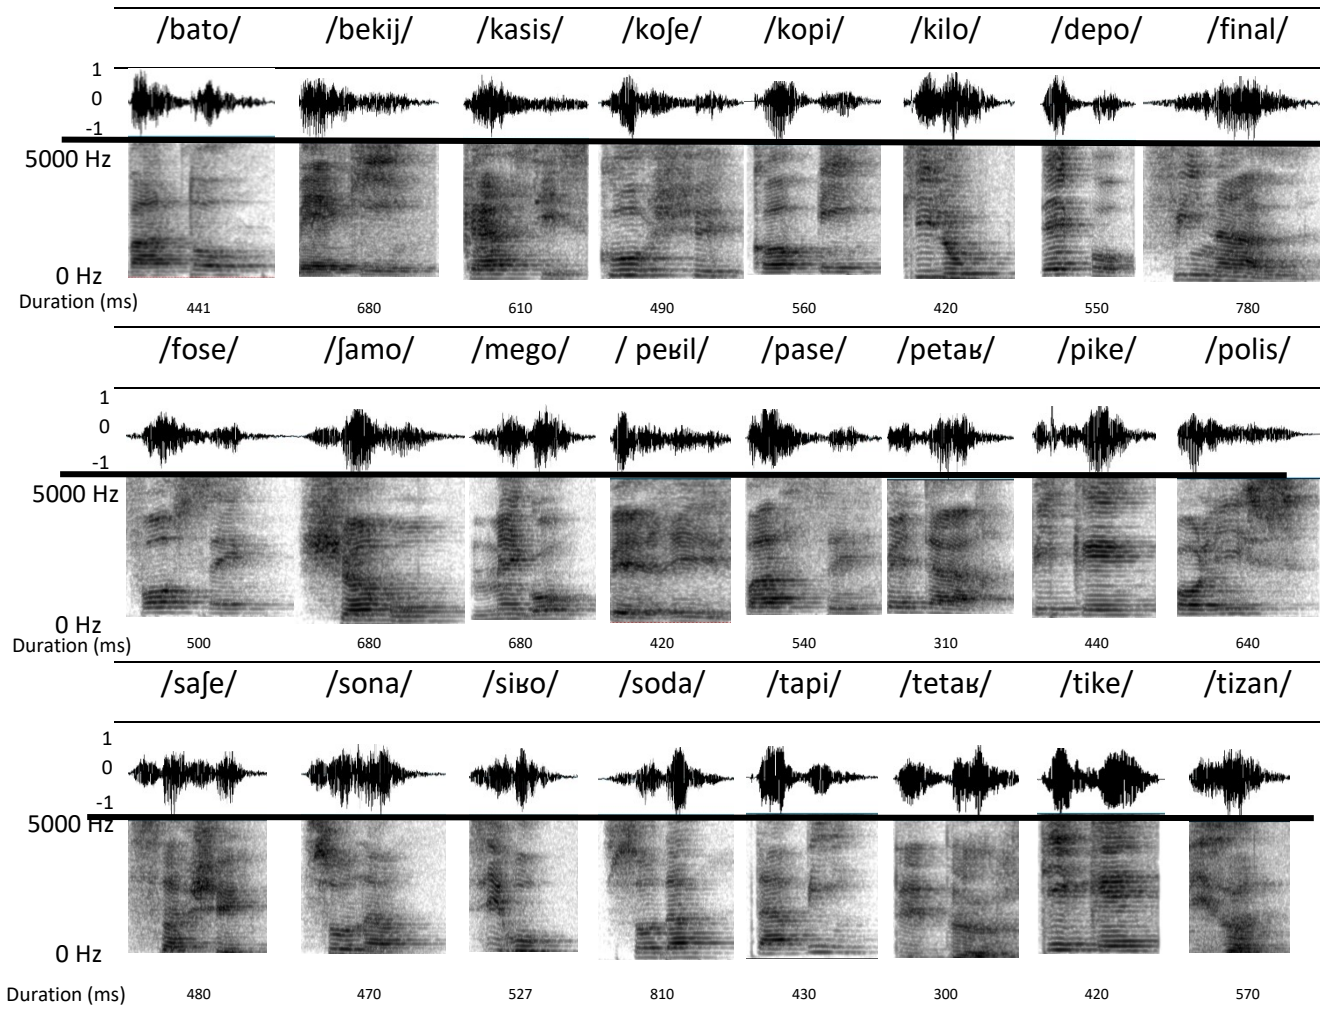 /bato/ /bekij/ /kasis/ /koʃe/ /kopi/ /kilo/ /depo/ /final/
1
0
-1
5000 Hz
0 Hz
Duration (ms) 441 680 610 490 560 420 550 780
/fose/ /ʃamo/ /mego/ / peʁil/ /pase/ /petaʁ/ /pike/ /polis/
1
0
-1
5000 Hz
0 Hz
Duration (ms) 500 680 680 420 540 310 440 640
/saʃe/ /sona/ /siʁo/ /soda/ /tapi/ /tetaʁ/ /tike/ /tizan/
1
0
-1
5000 Hz
0 Hz
Duration (ms) 480 470 527 810 430 300 420 570